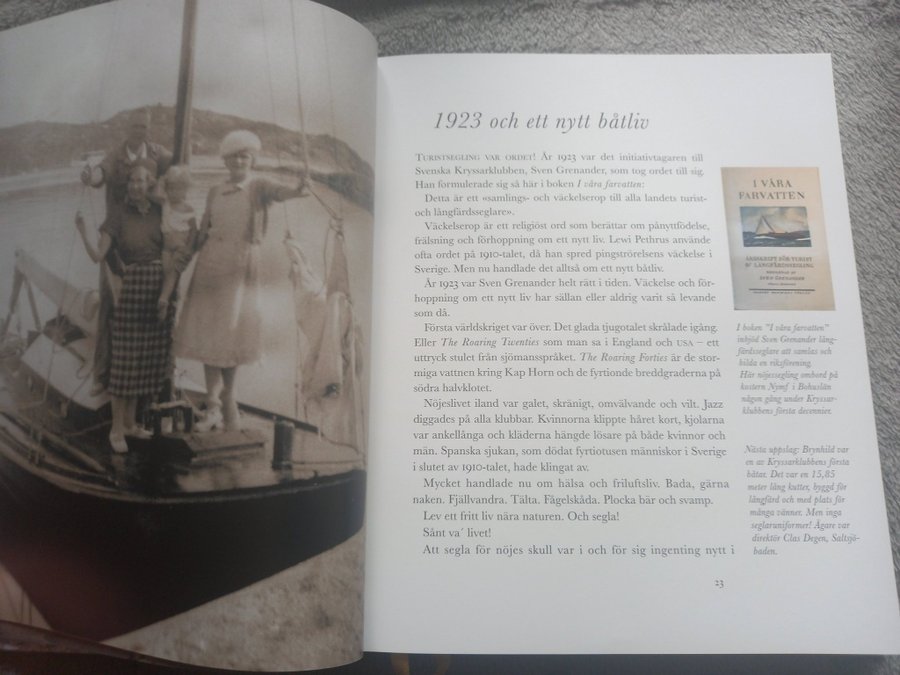 1923 och ett nytt båtliv
Turistsegling var ordet! År 1923 var det initiativtagaren till
Svenska Kryssarklubben, Sven Grenander, som tog ordet till sig.
Han formulerade sig så här i boken I våra farvatten:
Detta är ett «samlings- och väckelserop till alla landets turist-
och långfärdsseglare».
Väckelserop är ett religiöst ord som berättar om pånyttfödelse,
frälsning och förhoppning om ett nytt liv. Lewi Pethrus använde
ofta ordet på 1910-talet, då han spred pingströrelsens väckelse i
Sverige. Men nu handlade det alltså om ett nytt båtliv.
År 1923 var Sven Grenander helt rätt i tiden. Väckelse och för-
hoppning om ett nytt liv har sällan eller aldrig varit så levande
som då.
Första världskriget var över. Det glada tjugotalet skrålade igång.
Eller The Roaring Twenties som man sa i England och USA – ett
uttryck stulet från sjömansspråket. The Roaring Forties är de stor-
miga vattnen kring Kap Horn och de fyrtionde breddgraderna på
södra halvklotet.
Nöjeslivet iland var galet, skränigt, omvälvande och vilt. Jazz
diggades på alla klubbar. Kvinnorna klippte håret kort, kjolarna
var ankellånga och kläderna hängde lösare på både kvinnor och
män. Spanska sjukan, som dödat fyrtiotusen människor i Sverige
i slutet av 1910-talet, hade klingat av.
Mycket handlade nu om hälsa och friluftsliv. Bada, gärna
naken. Fjällvandra. Tälta. Fågelskåda. Plocka bär och svamp.
Lev ett fritt liv nära naturen. Och segla!
Sånt va´ livet!
Att segla för nöjes skull var i och för sig ingenting nytt i
23
I VÅRA
FARVATTEN
ÅRSSKRIFT FÖR TURIST
& LÅNGFÄRDSSEGLING
SVEN GRENANDER
I boken ”I våra farvatten”
inbjöd Sven Grenander lång-
färdsseglare att samlas och
bilda en riksförening.
Här nöjessegling ombord på
kostern Nymf i Bohuslän
någon gång under Kryssar-
klubbens första decennier.
Nästa uppslag: Brynhild var
en av Kryssarklubbens första
båtar. Det var en 15,85
meter lång kutter, byggd för
långfärd och med plats för
många vänner. Men inga
seglaruniformer! Ägare var
direktör Clas Degen, Saltsjö-
baden.